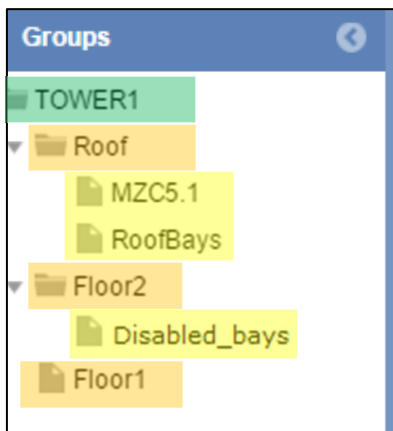 Groups
TOWER1
Roof
MZC5.1
RoofBays
Floor2
Disabled_bays
Floor1